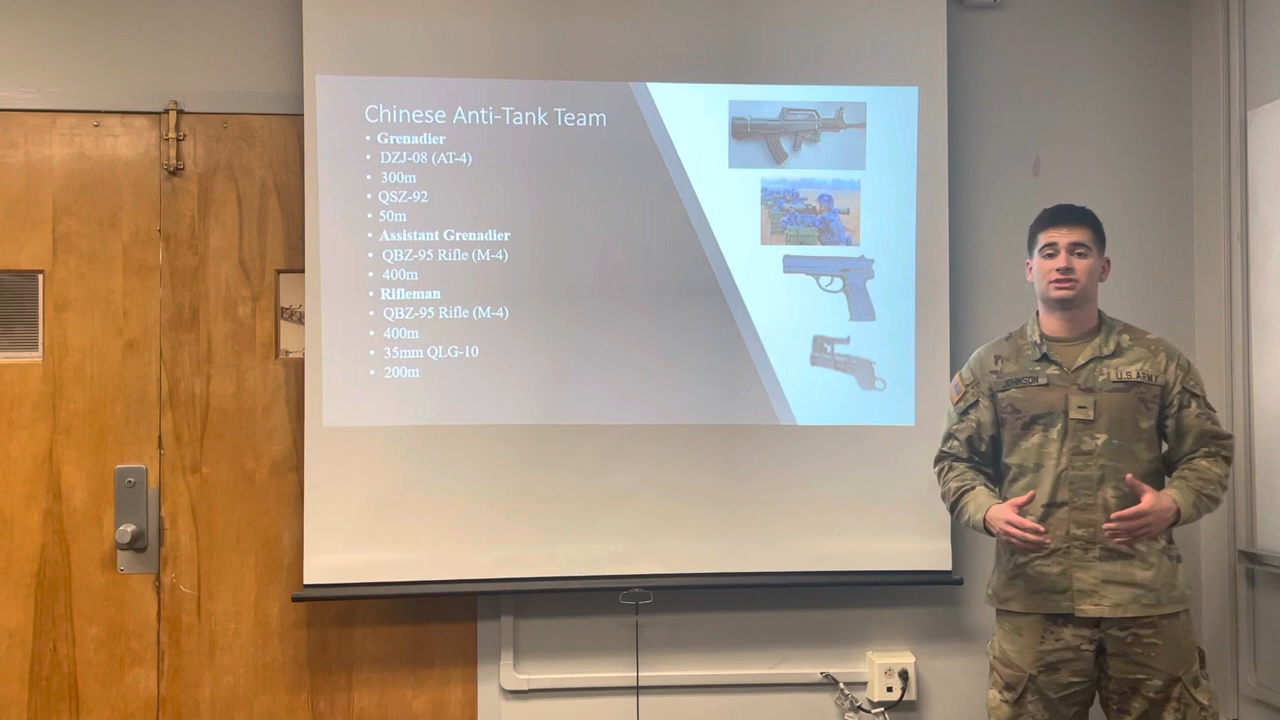 Chinese Anti-Tank Team
• Grenadier
• DZJ-08 (AT-4)
• 300m
• QSZ-92
• 50m
• Assistant Grenadier
• QBZ-95 Rifle (M-4)
• 400m
• Rifleman
• QBZ-95 Rifle (M-4)
• 400m
• 35mm QLG-10
• 200m
JOHNSON
U.S. ARMY